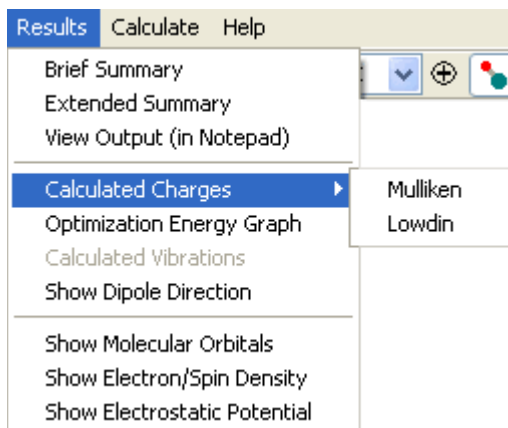 Results Calculate Help
Brief Summary
Extended Summary
View Output (in Notepad)
Calculated Charges
Mulliken
Optimization Energy Graph
Lowdin
Calculated Vibrations
Show Dipole Direction
Show Molecular Orbitals
Show Electron/Spin Density
Show Electrostatic Potential